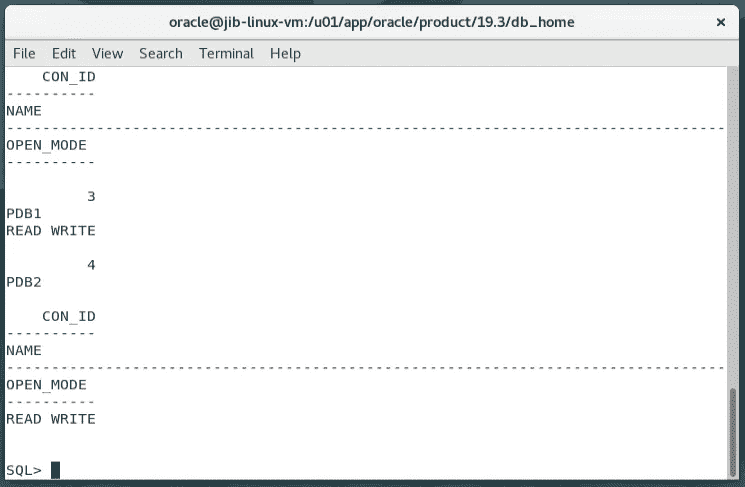 oracle@jib-linux-vm:/u01/app/oracle/product/19.3/db_home ×
File Edit View Search Terminal Help
    CON_ID
----------
NAME
--------------------------------------------------------------------------------
OPEN_MODE
----------
         3
PDB1
READ WRITE
         4
PDB2
    CON_ID
----------
NAME
--------------------------------------------------------------------------------
OPEN_MODE
----------
READ WRITE
SQL>